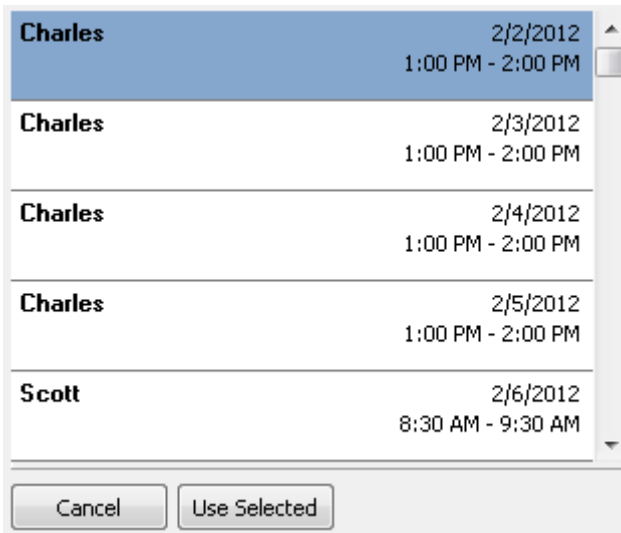 Charles 2/2/2012
1:00 PM - 2:00 PM
Charles 2/3/2012
1:00 PM - 2:00 PM
Charles 2/4/2012
1:00 PM - 2:00 PM
Charles 2/5/2012
1:00 PM - 2:00 PM
Scott 2/6/2012
8:30 AM - 9:30 AM
Cancel Use Selected